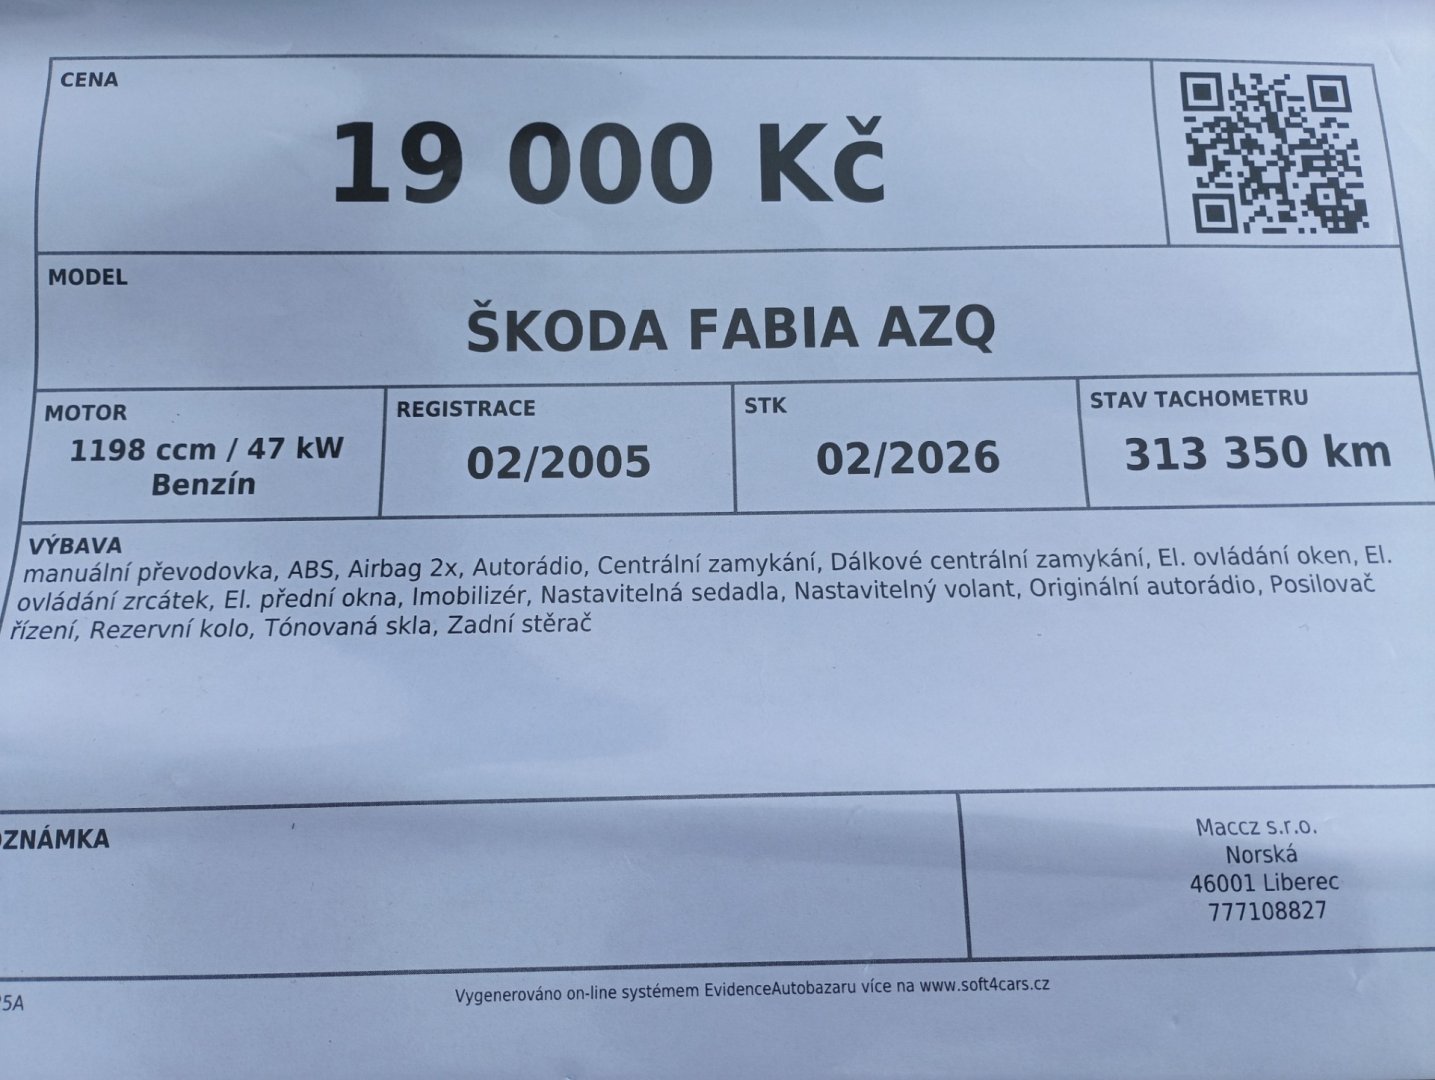 CENA
19 000 Kč
MODEL
ŠKODA FABIA AZQ
MOTOR
1198 ccm / 47 kW
Benzín
REGISTRACE
02/2005
STK
02/2026
STAV TACHOMETRU
313 350 km
VÝBAVA
manuální převodovka, ABS, Airbag 2x, Autorádio, Centrální zamykání, Dálkové centrální zamykání, El. ovládání oken, El.
ovládání zrcátek, El. přední okna, Imobilizér, Nastavitelná sedadla, Nastavitelný volant, Originální autorádio, Posilovač
řízení, Rezervní kolo, Tónovaná skla, Zadní stěrač
OZNÁMKA
Maccz s.r.o.
Norská
46001 Liberec
777108827
5A
Vygenerováno on-line systémem EvidenceAutobazaru více na www.soft4cars.cz